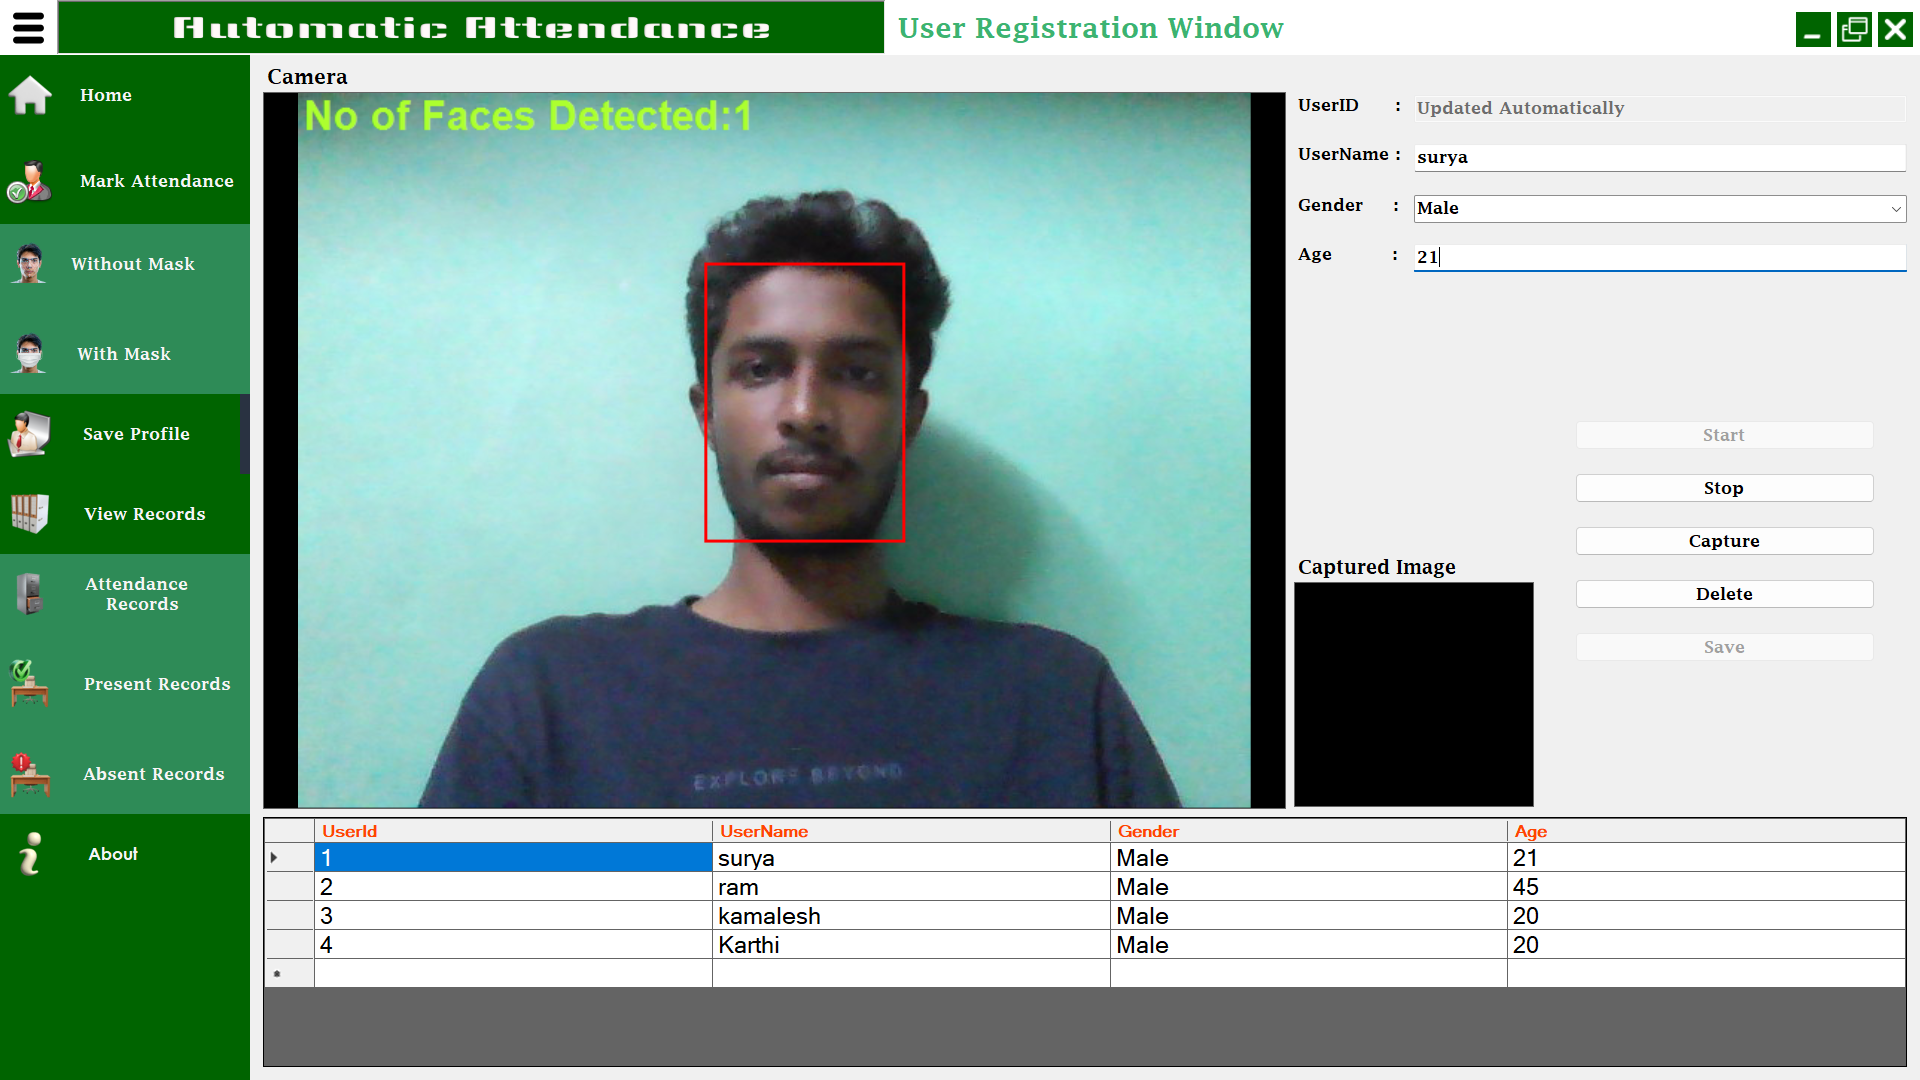 Automatic Attendance
User Registration Window
Home
Mark Attendance
Without Mask
With Mask
Save Profile
View Records
Attendance
Records
Present Records
Absent Records
About
Camera
No of Faces Detected:1
EXPLORE BEYOND
UserID : Updated Automatically
UserName : surya
Gender : Male
Age : 21
Start
Stop
Capture
Delete
Save
Captured Image
UserId UserName Gender Age
1 surya Male 21
2 ram Male 45
3 kamalesh Male 20
4 Karthi Male 20